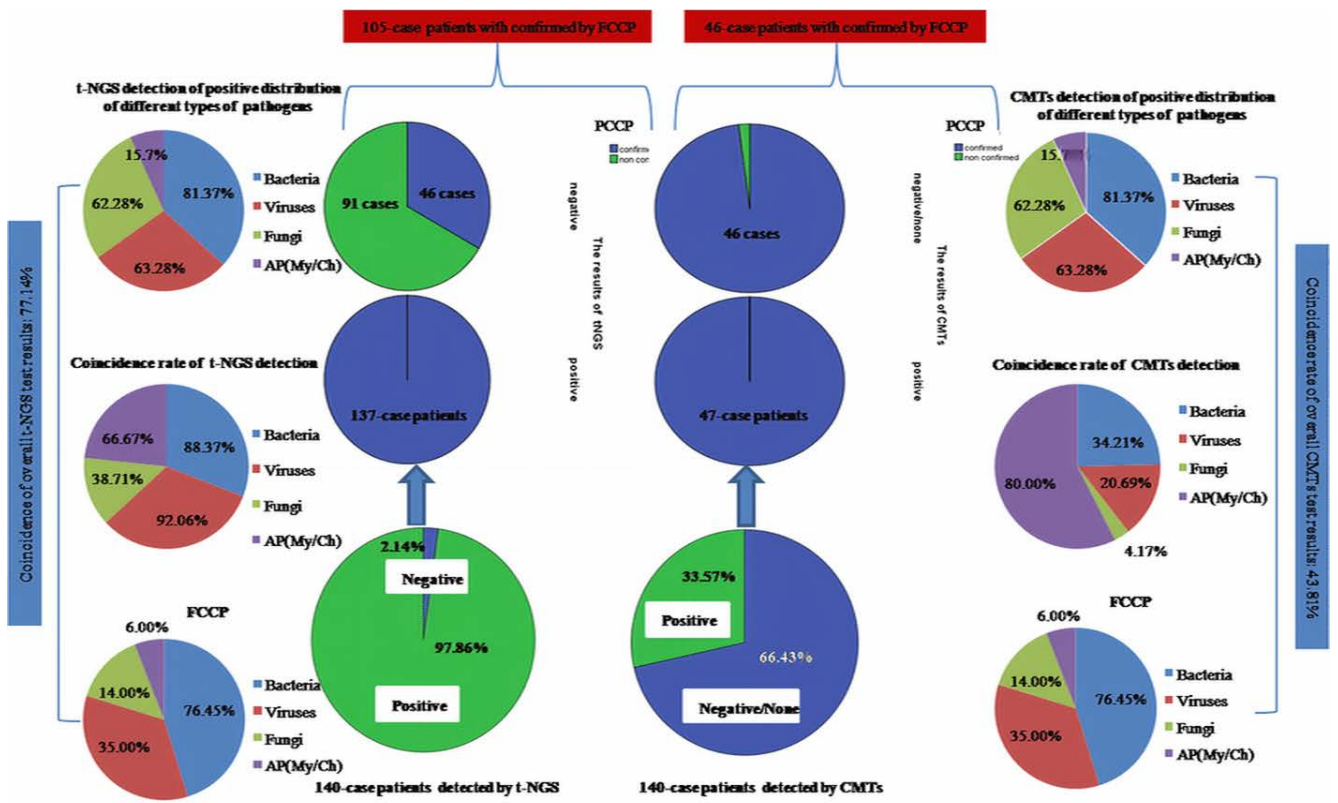 105-case patients with confirmed by FCCP
46-case patients with confirmed by FCCP
t-NGS detection of positive distribution
of different types of pathogens
15.7%
81.37%
62.28%
63.28%
Bacteria
Viruses
Fungi
AP(My/Ch)
91 cases
46 cases
PCCP
confirm
non con
negative
The results of tNGS
positive
46 cases
PCCP
confirmed
non confirmed
negative/none
The results of CMTs
positive
CMTs detection of positive distribution
of different types of pathogens
81.37%
62.28%
63.28%
Bacteria
Viruses
Fungi
AP(My/Ch)
Coincidence of overall t-NGS test results: 77.14%
Coincidence rate of t-NGS detection
66.67%
88.37%
38.71%
92.06%
Bacteria
Viruses
Fungi
AP(My/Ch)
137-case patients
47-case patients
Coincidence rate of CMTs detection
34.21%
80.00%
20.69%
4.17%
Bacteria
Viruses
Fungi
AP(My/Ch)
Coincidence rate of overall CMTs test results: 43.81%
FCCP
6.00%
14.00%
76.45%
35.00%
Bacteria
Viruses
Fungi
AP(My/Ch)
2.14%
Negative
97.86%
Positive
140-case patients detected by t-NGS
33.57%
Positive
66.43%
Negative/None
140-case patients detected by CMTs
FCCP
6.00%
14.00%
76.45%
35.00%
Bacteria
Viruses
Fungi
AP(My/Ch)